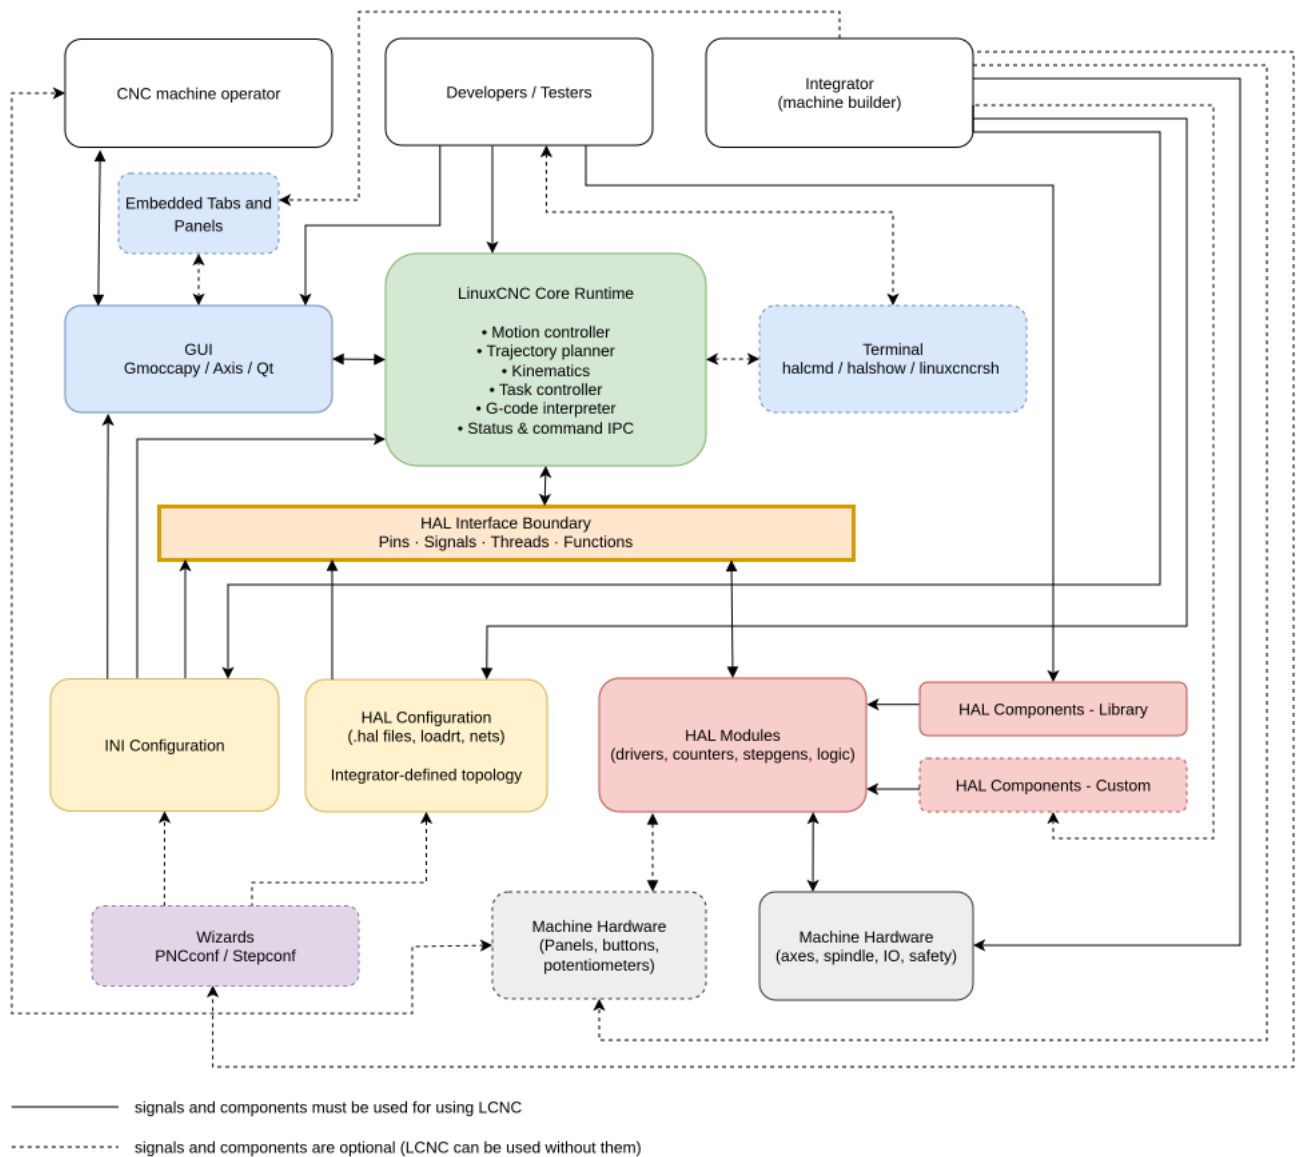 CNC machine operator
Developers / Testers
Integrator
(machine builder)
Embedded Tabs and
Panels
LinuxCNC Core Runtime
• Motion controller
• Trajectory planner
• Kinematics
• Task controller
• G-code interpreter
• Status & command IPC
GUI
Gmoccapy / Axis / Qt
Terminal
halcmd / halshow / linuxcncrsh
HAL Interface Boundary
Pins · Signals · Threads · Functions
INI Configuration
HAL Configuration
(.hal files, loadrt, nets)
Integrator-defined topology
HAL Modules
(drivers, counters, stepgens, logic)
HAL Components - Library
HAL Components - Custom
Wizards
PNCconf / Stepconf
Machine Hardware
(Panels, buttons,
potentiometers)
Machine Hardware
(axes, spindle, IO, safety)
signals and components must be used for using LCNC
signals and components are optional (LCNC can be used without them)